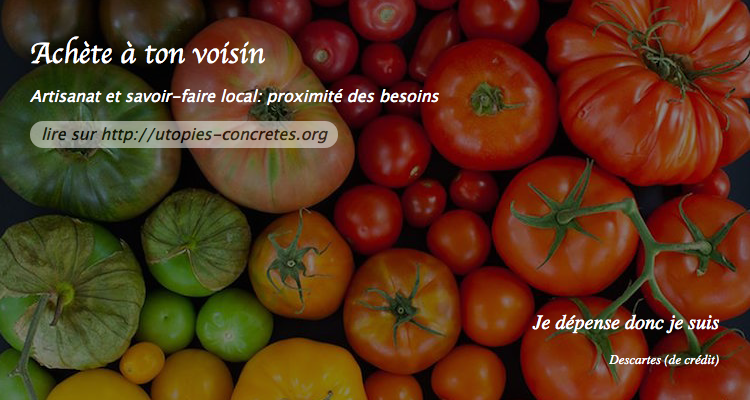 Achète à ton voisin
Artisanat et savoir-faire local: proximité des besoins
lire sur http://utopies-concretes.org
Je dépense donc je suis
Descartes (de crédit)